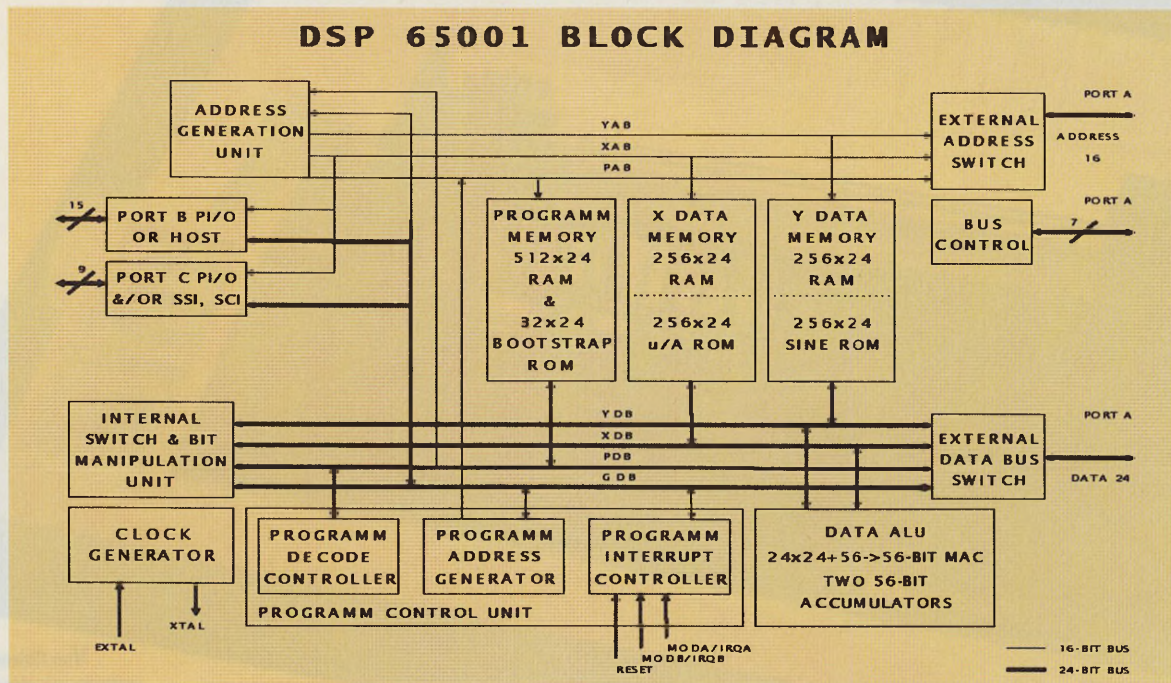 DSP 65001 BLOCK DIAGRAM
ADDRESS
GENERATION
UNIT
YAB
XAB
PAB
EXTERNAL
ADDRESS
SWITCH
PORT A
ADDRESS
16
15
PORT B PI/O
OR HOST
9
PORT C PI/O
&/OR SSI, SCI
PROGRAMM
MEMORY
512x24
RAM
&
32x24
BOOTSTRAP
ROM
X DATA
MEMORY
256x24
RAM
256x24
u/A ROM
Y DATA
MEMORY
256x24
RAM
256x24
SINE ROM
BUS
CONTROL
PORT A
7
INTERNAL
SWITCH & BIT
MANIPULATION
UNIT
YDB
XDB
PDB
GDB
EXTERNAL
DATA BUS
SWITCH
PORT A
DATA 24
CLOCK
GENERATOR
EXTAL
XTAL
PROGRAMM
DECODE
CONTROLLER
PROGRAMM
ADDRESS
GENERATOR
PROGRAMM
INTERRUPT
CONTROLLER
PROGRAMM CONTROL UNIT
MODA/IRQA
MODB/IRQB
RESET
DATA ALU
24x24+56->56-BIT MAC
TWO 56-BIT
ACCUMULATORS
16-BIT BUS
24-BIT BUS